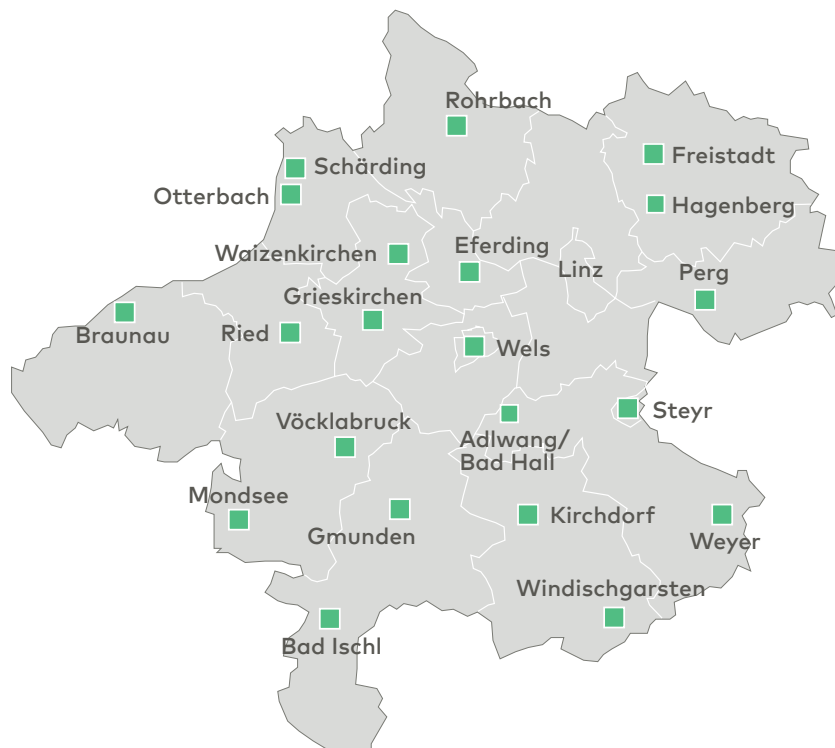 Rohrbach
Freistadt
Schärding
Otterbach
Hagenberg
Waizenkirchen
Eferding
Linz
Perg
Grieskirchen
Braunau
Ried
Wels
Steyr
Vöcklabruck
Adlwang/
Bad Hall
Mondsee
Gmunden
Kirchdorf
Weyer
Windischgarsten
Bad Ischl